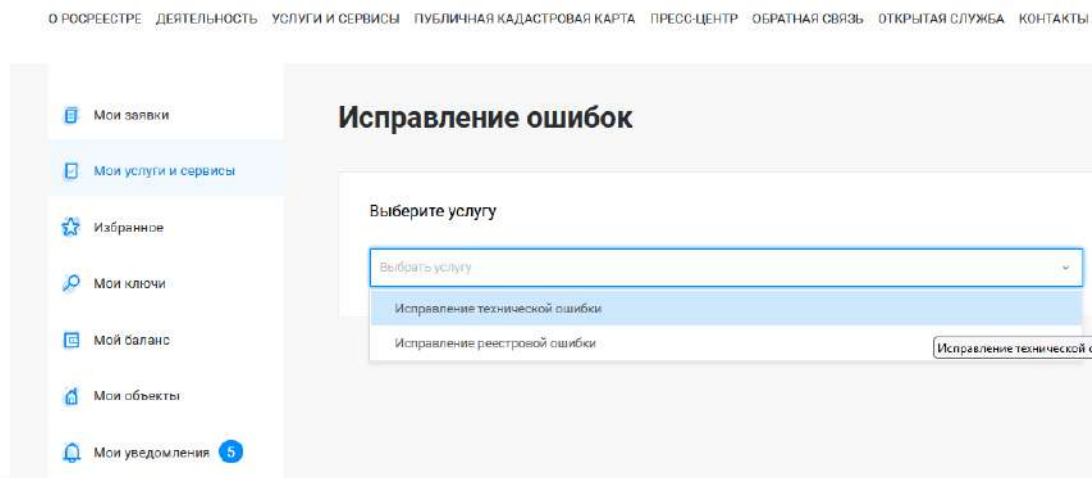 О РОСРЕЕСТРЕ ДЕЯТЕЛЬНОСТЬ УСЛУГИ И СЕРВИСЫ ПУБЛИЧНАЯ КАДАСТРОВАЯ КАРТА ПРЕСС-ЦЕНТР ОБРАТНАЯ СВЯЗЬ ОТКРЫТАЯ СЛУЖБА КОНТАКТЫ
Мои заявки
Мои услуги и сервисы
Избранное
Мои ключи
Мой баланс
Мои объекты
Мои уведомления 5
Исправление ошибок
Выберите услугу
Выбрать услугу
Исправление технической ошибки
Исправление реестровой ошибки
Исправление технической